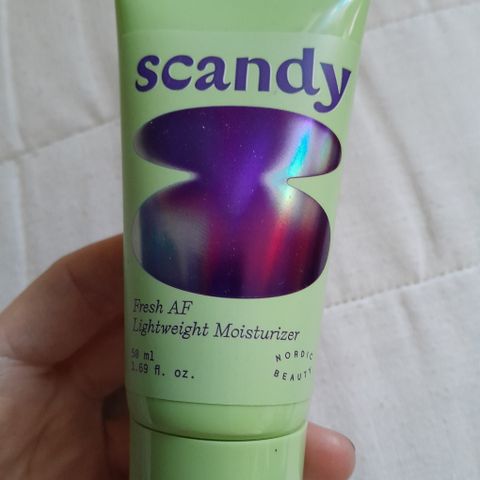 scandy
Fresh AF
Lightweight Moisturizer
50 ml
1.69 fl. oz.
NORDIC
BEAUTY